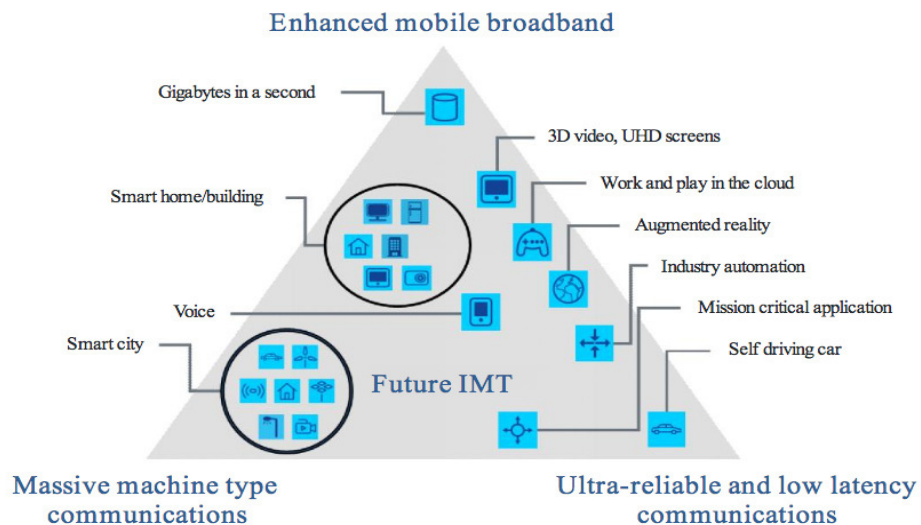 Enhanced mobile broadband
Gigabytes in a second
3D video, UHD screens
Smart home/building
Work and play in the cloud
Augmented reality
Industry automation
Mission critical application
Voice
Smart city
Self driving car
Future IMT
Massive machine type
communications
Ultra-reliable and low latency
communications